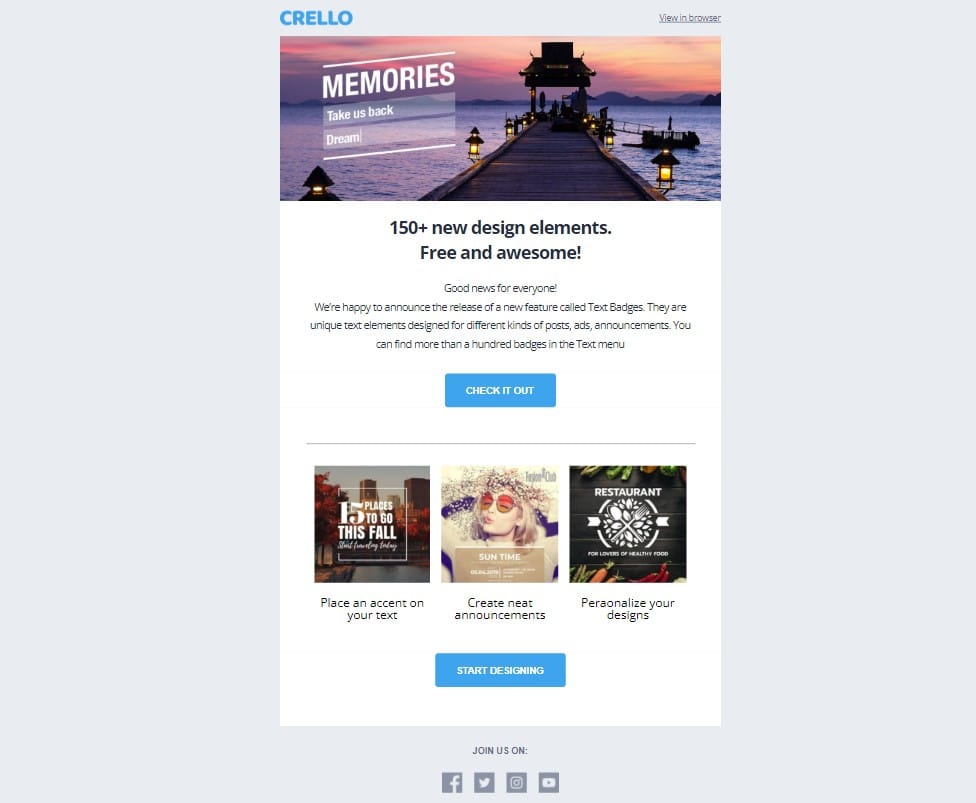 CRELLO
View in browser
MEMORIES
Take us back
Dream
150+ new design elements.
Free and awesome!
Good news for everyone!
We're happy to announce the release of a new feature called Text Badges. They are
unique text elements designed for different kinds of posts, ads, announcements. You
can find more than a hundred badges in the Text menu
CHECK IT OUT
15 PLACES
TO GO
THIS FALL
Start traveling today
Fusion Club
SUN TIME
05.04.2019
RESTAURANT
FOR LOVERS OF HEALTHY FOOD
Place an accent on
your text
Create neat
announcements
Peraonalize your
designs
START DESIGNING
JOIN US ON: